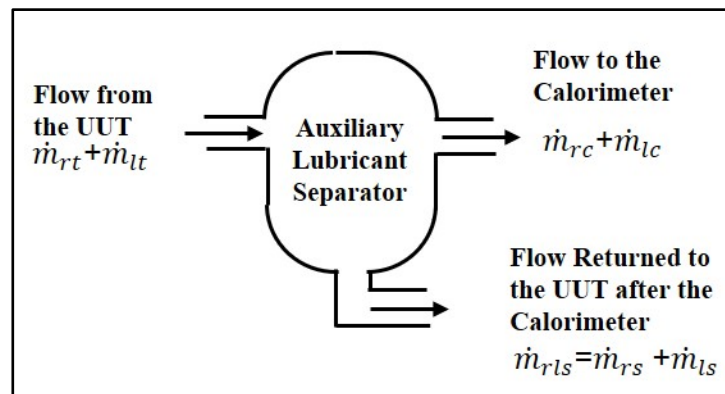 Flow from
the UUT
ṁrt+ṁlt
Auxiliary
Lubricant
Separator
Flow to the
Calorimeter
ṁrc+ṁlc
Flow Returned to
the UUT after the
Calorimeter
ṁrls=ṁrs +ṁls